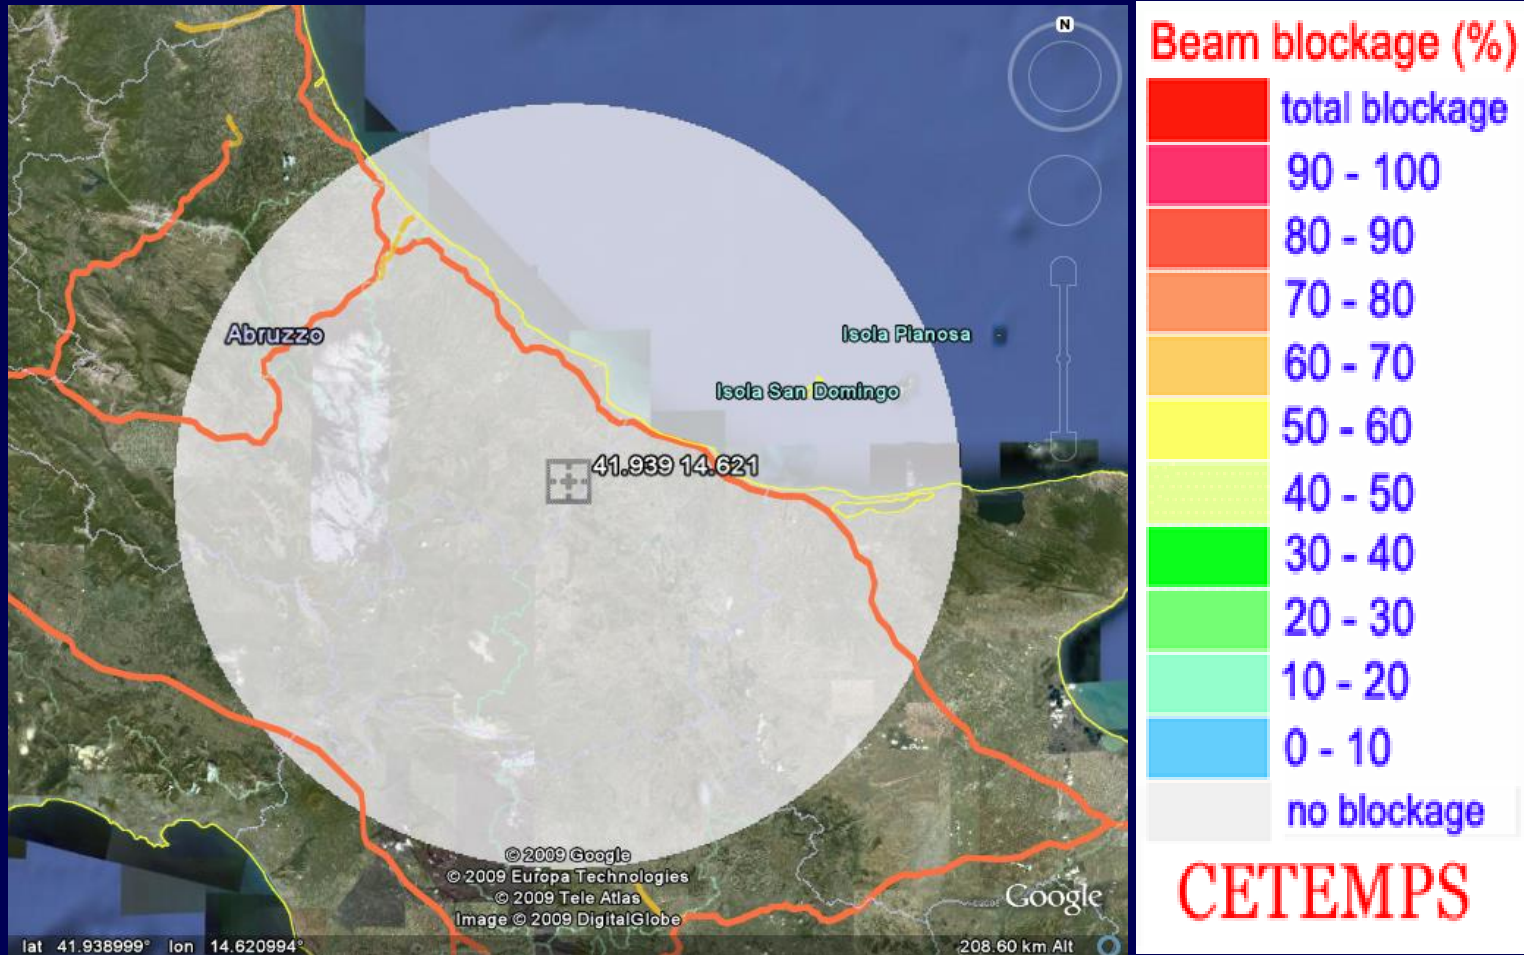 N
Abruzzo
Isola Pianosa
Isola San Domingo
41.939 14.621
© 2009 Google
© 2009 Europa Technologies
© 2009 Tele Atlas
Image © 2009 DigitalGlobe
Google
lat 41.938999° lon 14.620994°
208.60 km Alt
Beam blockage (%)
total blockage
90 - 100
80 - 90
70 - 80
60 - 70
50 - 60
40 - 50
30 - 40
20 - 30
10 - 20
0 - 10
no blockage
CETEMPS